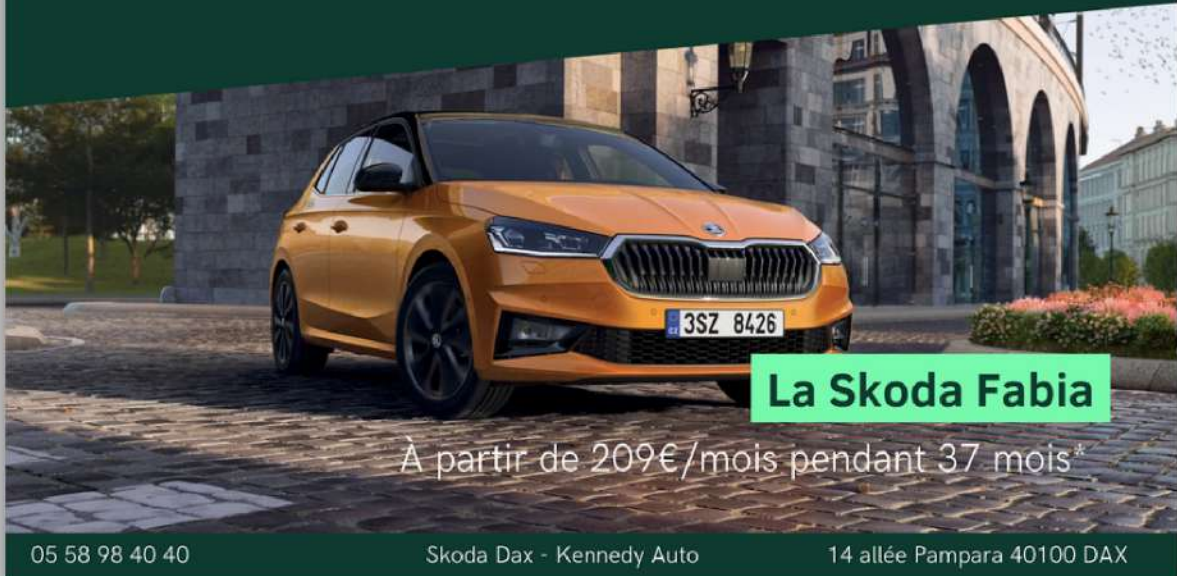 CZ 3SZ 8426
La Skoda Fabia
À partir de 209€/mois pendant 37 mois*
05 58 98 40 40 Skoda Dax - Kennedy Auto 14 allée Pampara 40100 DAX